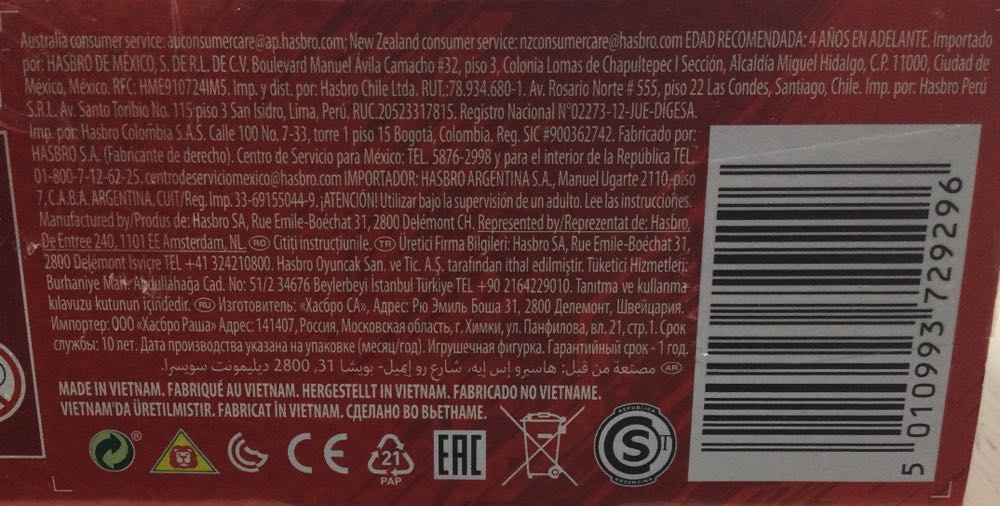 Australia consumer service: auconsumercare@ap.hasbro.com; New Zealand consumer service: nzconsumercare@hasbro.com EDAD RECOMENDADA: 4 AÑOS EN ADELANTE. Importado
por: HASBRO DE MÉXICO, S. DE R.L. DE C.V. Boulevard Manuel Ávila Camacho #32, piso 3, Colonia Lomas de Chapultepec I Sección, Alcaldía Miguel Hidalgo, C.P. 11000, Ciudad de
México, México. RFC: HME910724IM5. Imp. y dist. por: Hasbro Chile Ltda. RUT.:78.934.680-1. Av. Rosario Norte # 555, piso 22 Las Condes, Santiago, Chile. Imp. por: Hasbro Perú
S.R.L. Av. Santo Toribio No. 115 piso 3 San Isidro, Lima, Perú. RUC.20523317815. Registro Nacional N°02273-12-JUE-DIGESA.
Imp. por: Hasbro Colombia S.A.S. Calle 100 No. 7-33, torre 1 piso 15 Bogotá, Colombia. Reg. SIC #900362742. Fabricado por:
HASBRO S.A. (Fabricante de derecho). Centro de Servicio para México: TEL. 5876-2998 y para el interior de la República TEL.
01-800-7-12-62-25. centrodeserviciomexico@hasbro.com IMPORTADOR: HASBRO ARGENTINA S.A., Manuel Ugarte 2110, piso
7, C.A.B.A. ARGENTINA. CUIT/Reg. Imp. 33-69155044-9. ¡ATENCIÓN! Utilizar bajo la supervisión de un adulto. Lee las instrucciones.
Manufactured by/Produs de: Hasbro SA, Rue Emile-Boéchat 31, 2800 Delémont CH. Represented by/Reprezentat de: Hasbro,
De Entree 240, 1101 EE Amsterdam, NL. RO Citiți instrucțiunile. TR Üretici Firma Bilgileri: Hasbro SA, Rue Emile-Boéchat 31,
2800 Delémont İsviçre TEL +41 324210800. Hasbro Oyuncak San. ve Tic. A.Ş. tarafından ithal edilmiştir. Tüketici Hizmetleri:
Burhaniye Mah. Abdullahağa Cad. No: 51/2 34676 Beylerbeyi İstanbul Türkiye TEL +90 2164229010. Tanıtma ve kullanma
kılavuzu kutunun içindedir. RU Изготовитель: «Хасбро СА», Адрес: Рю Эмиль Боша 31, 2800 Делемонт, Швейцария.
Импортер: ООО «Хасбро Раша» Адрес: 141407, Россия, Московская область, г. Химки, ул. Панфилова, вл. 21, стр.1. Срок
службы: 10 лет. Дата производства указана на упаковке (месяц/год). Игрушечная фигурка. Гарантийный срок - 1 год.
AR مصنعة من قبل: هاسبرو إس إيه، شارع رو إميل- بويشا 31، 2800 ديليمونت سويسرا.
MADE IN VIETNAM. FABRIQUÉ AU VIETNAM. HERGESTELLT IN VIETNAM. FABRICADO NO VIETNAME.
VIETNAM'DA ÜRETILMISTIR. FABRICAT ÎN VIETNAM. СДЕЛАНО ВО ВЬЕТНАМЕ.
® CE 21 EAC
PAP
REPUBLICA
S T
ARGENTINA
5 010993 729296